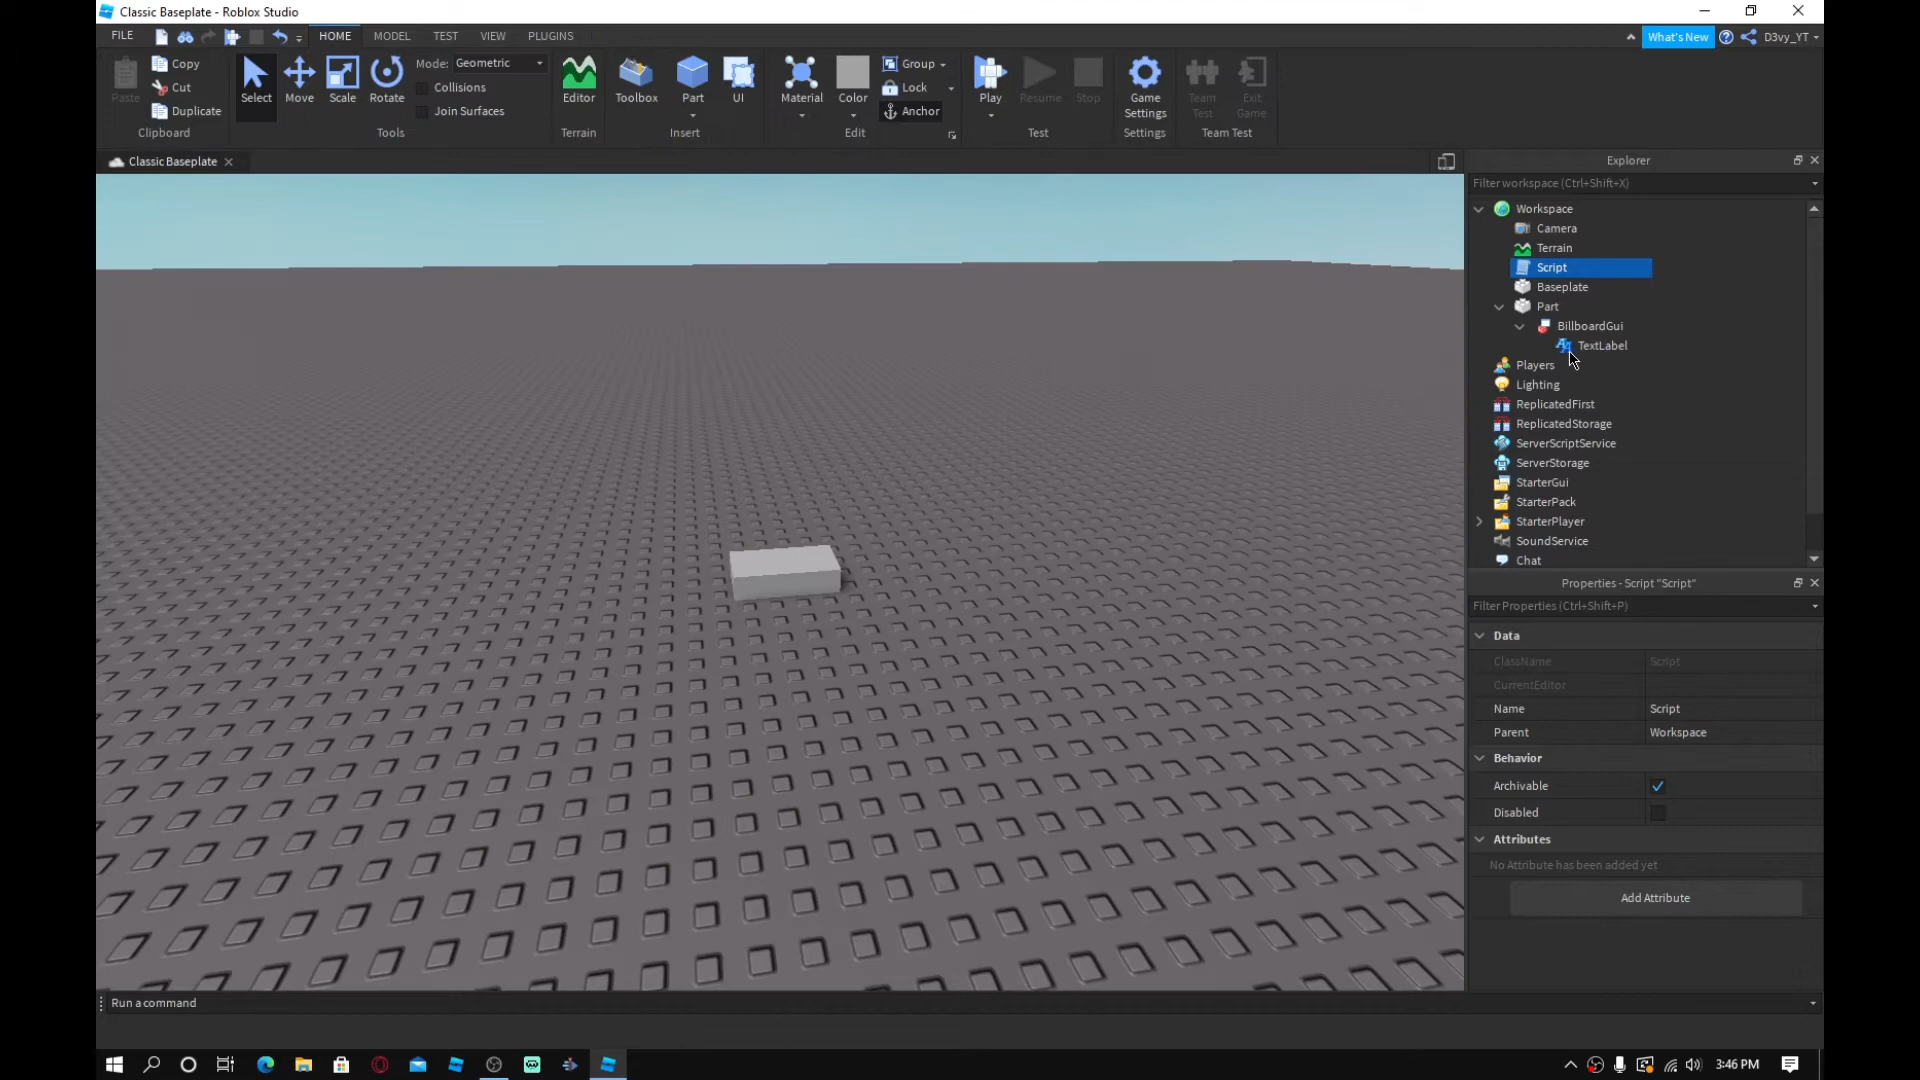 Classic Baseplate - Roblox Studio
FILE HOME MODEL TEST VIEW PLUGINS What's New D3vy_YT
Paste Copy Cut Duplicate Clipboard
Select Move Scale Rotate Mode: Geometric Collisions Join Surfaces Tools
Editor Terrain
Toolbox Part UI Insert
Material Color Group Lock Anchor Edit
Play Resume Stop Test
Game Settings Settings
Team Test Exit Game Team Test
Classic Baseplate
Explorer
Filter workspace (Ctrl+Shift+X)
Workspace
Camera
Terrain
Script
Baseplate
Part
BillboardGui
TextLabel
Players
Lighting
ReplicatedFirst
ReplicatedStorage
ServerScriptService
ServerStorage
StarterGui
StarterPack
StarterPlayer
SoundService
Chat
Properties - Script "Script"
Filter Properties (Ctrl+Shift+P)
Data
ClassName Script
CurrentEditor
Name Script
Parent Workspace
Behavior
Archivable
Disabled
Attributes
No Attribute has been added yet
Add Attribute
Run a command
3:46 PM